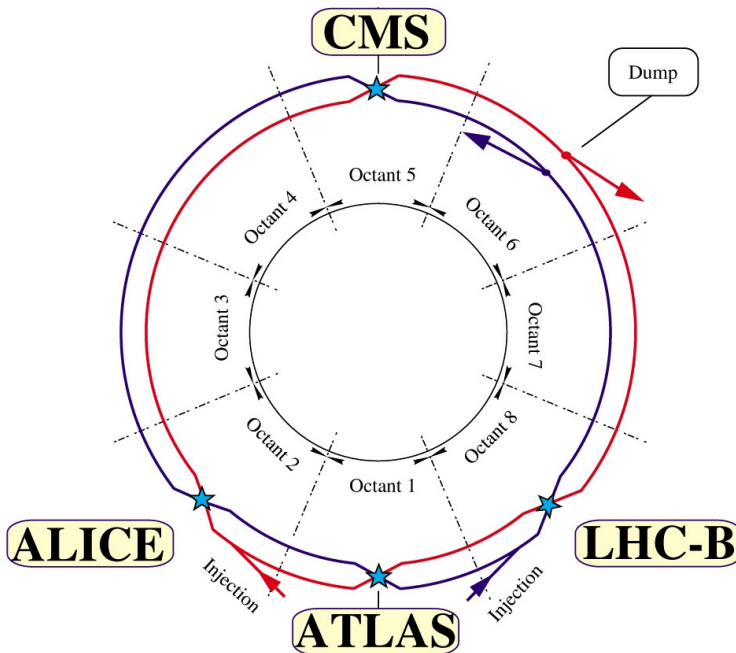 CMS
Dump
Octant 5
Octant 4
Octant 6
Octant 3
Octant 7
Octant 2
Octant 8
Octant 1
ALICE
LHC-B
Injection
Injection
ATLAS